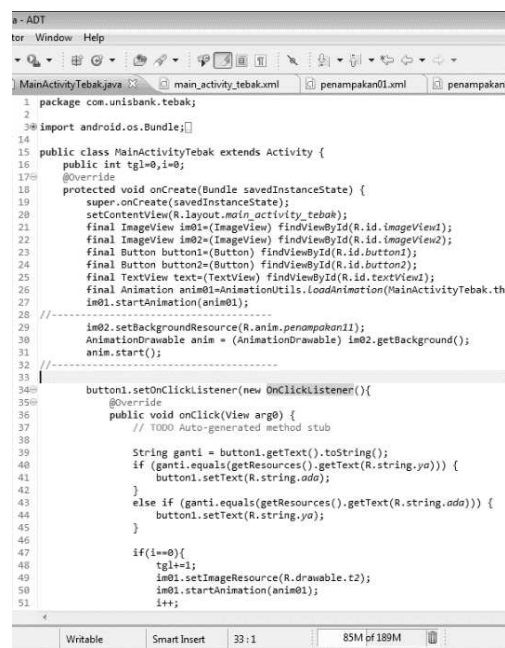 a - ADT
tor Window Help
MainActivityTebak.java main_activity_tebak.xml penampakan01.xml penampakan
1 package com.unisbank.tebak;
2
3 import android.os.Bundle;
14
15 public class MainActivityTebak extends Activity {
16 public int tgl=0,i=0;
17 @Override
18 protected void onCreate(Bundle savedInstanceState) {
19 super.onCreate(savedInstanceState);
20 setContentView(R.layout.main_activity_tebak);
21 final ImageView im01=(ImageView) findViewById(R.id.imageView1);
22 final ImageView im02=(ImageView) findViewById(R.id.imageView2);
23 final Button button1=(Button) findViewById(R.id.button1);
24 final Button button2=(Button) findViewById(R.id.button2);
25 final TextView text=(TextView) findViewById(R.id.textView1);
26 final Animation anim01=AnimationUtils.loadAnimation(MainActivityTebak.th
27 im01.startAnimation(anim01);
28 //---------------------------------------
29 im02.setBackgroundResource(R.anim.penampakan11);
30 AnimationDrawable anim = (AnimationDrawable) im02.getBackground();
31 anim.start();
32 //---------------------------------------
33
34 button1.setOnClickListener(new OnClickListener(){
35 @Override
36 public void onClick(View arg0) {
37 // TODO Auto-generated method stub
38
39 String ganti = button1.getText().toString();
40 if (ganti.equals(getResources().getText(R.string.ya))) {
41 button1.setText(R.string.ada);
42 }
43 else if (ganti.equals(getResources().getText(R.string.ada))) {
44 button1.setText(R.string.ya);
45 }
46
47 if(i==0){
48 tgl+=1;
49 im01.setImageResource(R.drawable.t2);
50 im01.startAnimation(anim01);
51 i++;
Writable Smart Insert 33 : 1 85M of 189M